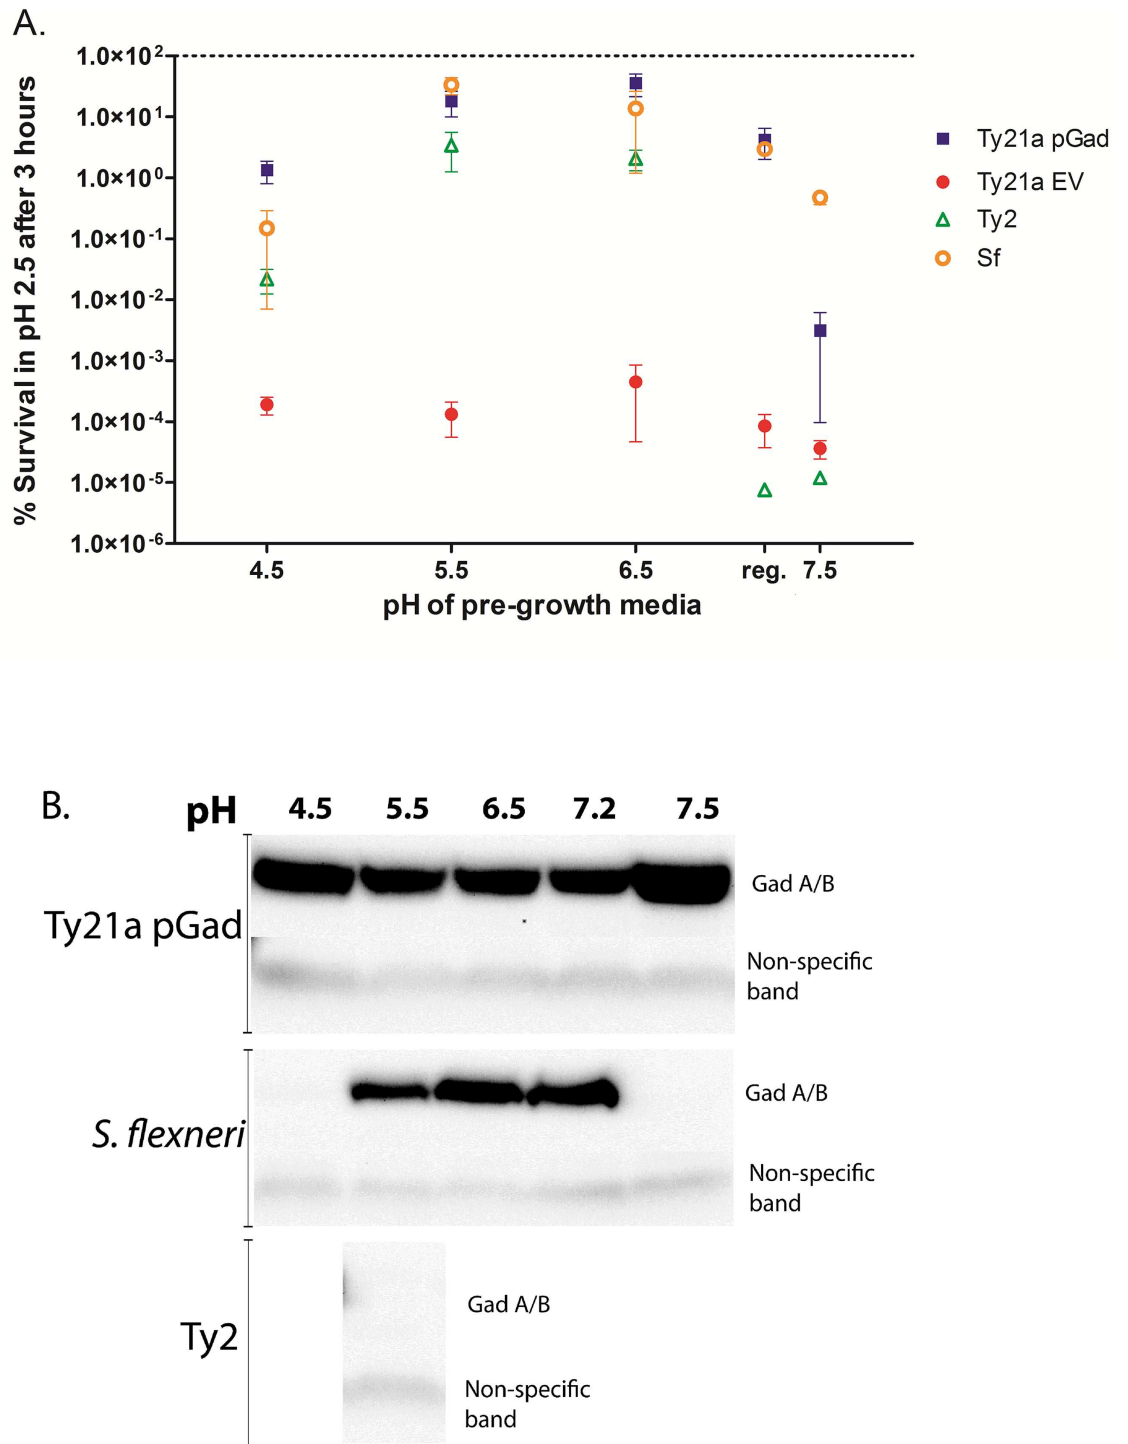 A.
% Survival in pH 2.5 after 3 hours
1.0×10²
1.0×10¹
1.0×10⁰
1.0×10⁻¹
1.0×10⁻²
1.0×10⁻³
1.0×10⁻⁴
1.0×10⁻⁵
1.0×10⁻⁶
4.5 5.5 6.5 reg. 7.5
pH of pre-growth media
Ty21a pGad
Ty21a EV
Ty2
Sf
B.
pH 4.5 5.5 6.5 7.2 7.5
Ty21a pGad
Gad A/B
Non-specific
band
S. flexneri
Gad A/B
Non-specific
band
Ty2
Gad A/B
Non-specific
band